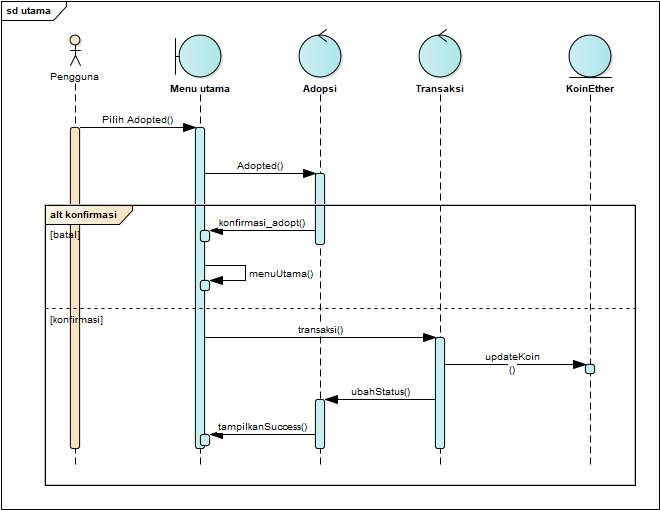 sd utama
Pengguna
Menu utama
Adopsi
Transaksi
KoinEther
Pilih Adopted()
Adopted()
alt konfirmasi
konfirmasi_adopt()
[batal]
menuUtama()
[konfirmasi]
transaksi()
updateKoin
()
ubahStatus()
tampilkanSuccess()